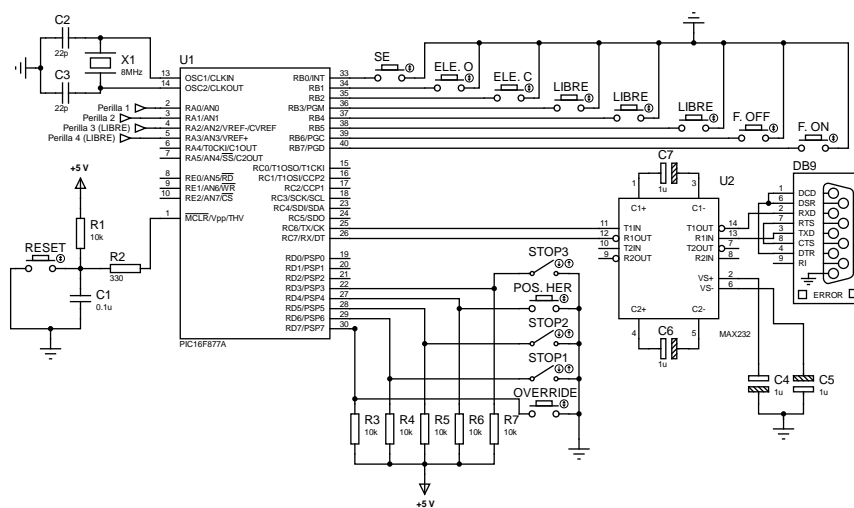 C2
22p
X1
8MHz
C3
22p
U1
13 OSC1/CLKIN
14 OSC2/CLKOUT
Perilla 1 2 RA0/AN0
Perilla 2 3 RA1/AN1
Perilla 3 (LIBRE) 4 RA2/AN2/VREF-/CVREF
Perilla 4 (LIBRE) 5 RA3/AN3/VREF+
6 RA4/T0CKI/C1OUT
7 RA5/AN4/SS/C2OUT
8 RE0/AN5/RD
9 RE1/AN6/WR
10 RE2/AN7/CS
1 MCLR/Vpp/THV
RB0/INT 33
RB1 34
RB2 35
RB3/PGM 36
RB4 37
RB5 38
RB6/PGC 39
RB7/PGD 40
RC0/T1OSO/T1CKI 15
RC1/T1OSI/CCP2 16
RC2/CCP1 17
RC3/SCK/SCL 18
RC4/SDI/SDA 23
RC5/SDO 24
RC6/TX/CK 25
RC7/RX/DT 26
RD0/PSP0 19
RD1/PSP1 20
RD2/PSP2 21
RD3/PSP3 22
RD4/PSP4 27
RD5/PSP5 28
RD6/PSP6 29
RD7/PSP7 30
PIC16F877A
+5 V
R1
10k
RESET
R2
330
C1
0.1u
SE
ELE. O
ELE. C
LIBRE
LIBRE
LIBRE
F. OFF
F. ON
C7
1u
1 3
U2
C1+ C1-
11 T1IN T1OUT 14
12 R1OUT R1IN 13
10 T2IN T2OUT 7
9 R2OUT R2IN 8
VS+ 2
VS- 6
C2+ C2-
4 5
C6
1u
MAX232
DB9
1 DCD
6 DSR
2 RXD
7 RTS
3 TXD
8 CTS
4 DTR
9 RI
ERROR
C4
1u
C5
1u
STOP3
POS. HER
STOP2
STOP1
OVERRIDE
R3
10k
R4
10k
R5
10k
R6
10k
R7
10k
+5 V